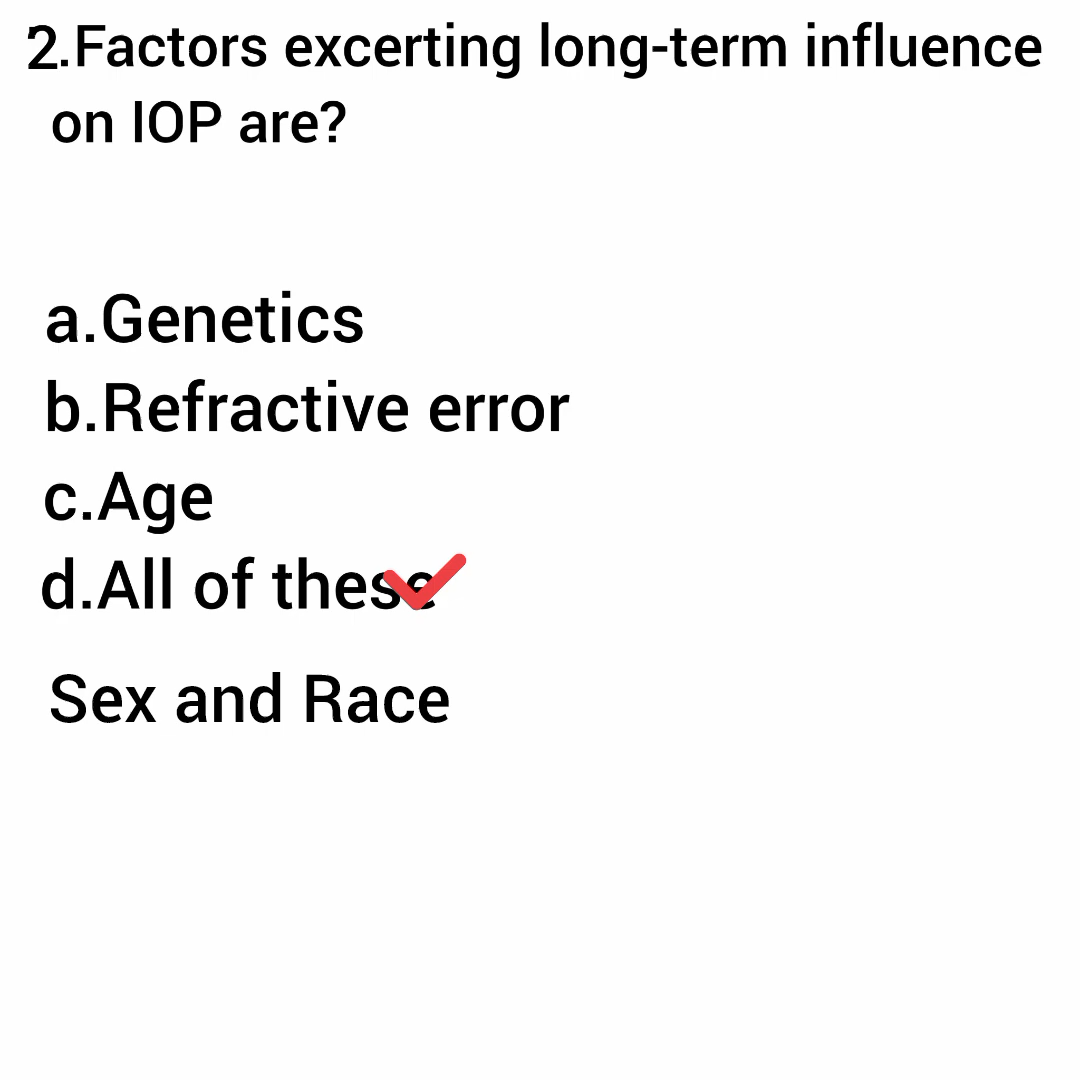 2.Factors excerting long-term influence
on IOP are?
a.Genetics
b.Refractive error
c.Age
d.All of these
Sex and Race